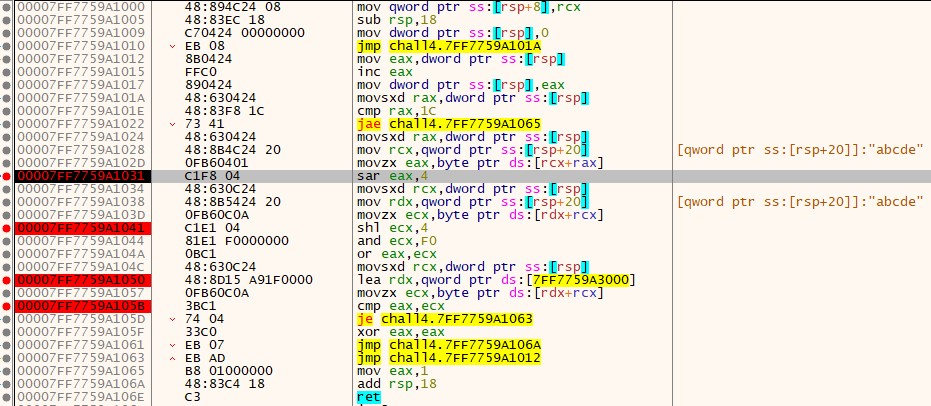 00007FF7759A1000 48:894C24 08 mov qword ptr ss:[rsp+8],rcx
00007FF7759A1005 48:83EC 18 sub rsp,18
00007FF7759A1009 C70424 00000000 mov dword ptr ss:[rsp],0
00007FF7759A1010 EB 08 jmp chall4.7FF7759A101A
00007FF7759A1012 8B0424 mov eax,dword ptr ss:[rsp]
00007FF7759A1015 FFC0 inc eax
00007FF7759A1017 890424 mov dword ptr ss:[rsp],eax
00007FF7759A101A 48:630424 movsxd rax,dword ptr ss:[rsp]
00007FF7759A101E 48:83F8 1C cmp rax,1C
00007FF7759A1022 73 41 jae chall4.7FF7759A1065
00007FF7759A1024 48:630424 movsxd rax,dword ptr ss:[rsp]
00007FF7759A1028 48:8B4C24 20 mov rcx,qword ptr ss:[rsp+20] [qword ptr ss:[rsp+20]]:"abcde"
00007FF7759A102D 0FB60401 movzx eax,byte ptr ds:[rcx+rax]
00007FF7759A1031 C1F8 04 sar eax,4
00007FF7759A1034 48:630C24 movsxd rcx,dword ptr ss:[rsp]
00007FF7759A1038 48:8B5424 20 mov rdx,qword ptr ss:[rsp+20] [qword ptr ss:[rsp+20]]:"abcde"
00007FF7759A103D 0FB60C0A movzx ecx,byte ptr ds:[rdx+rcx]
00007FF7759A1041 C1E1 04 shl ecx,4
00007FF7759A1044 81E1 F0000000 and ecx,F0
00007FF7759A104A 0BC1 or eax,ecx
00007FF7759A104C 48:630C24 movsxd rcx,dword ptr ss:[rsp]
00007FF7759A1050 48:8D15 A91F0000 lea rdx,qword ptr ds:[7FF7759A3000]
00007FF7759A1057 0FB60C0A movzx ecx,byte ptr ds:[rdx+rcx]
00007FF7759A105B 3BC1 cmp eax,ecx
00007FF7759A105D 74 04 je chall4.7FF7759A1063
00007FF7759A105F 33C0 xor eax,eax
00007FF7759A1061 EB 07 jmp chall4.7FF7759A106A
00007FF7759A1063 EB AD jmp chall4.7FF7759A1012
00007FF7759A1065 B8 01000000 mov eax,1
00007FF7759A106A 48:83C4 18 add rsp,18
00007FF7759A106E C3 ret